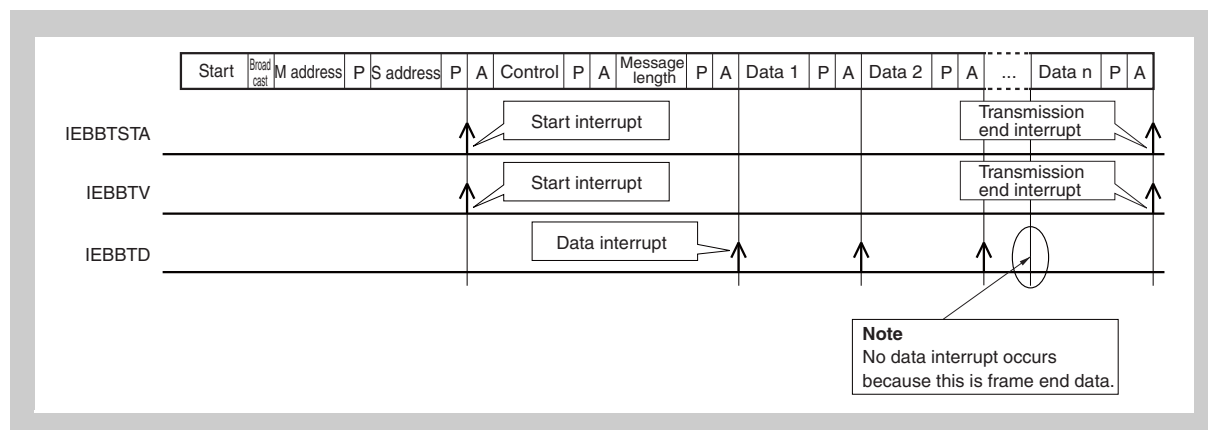 Start Broad cast M address P S address P A Control P A Message length P A Data 1 P A Data 2 P A ... Data n P A
IEBBTSTA
Start interrupt
Transmission
end interrupt
IEBBTV
Start interrupt
Transmission
end interrupt
IEBBTD
Data interrupt
Note
No data interrupt occurs
because this is frame end data.